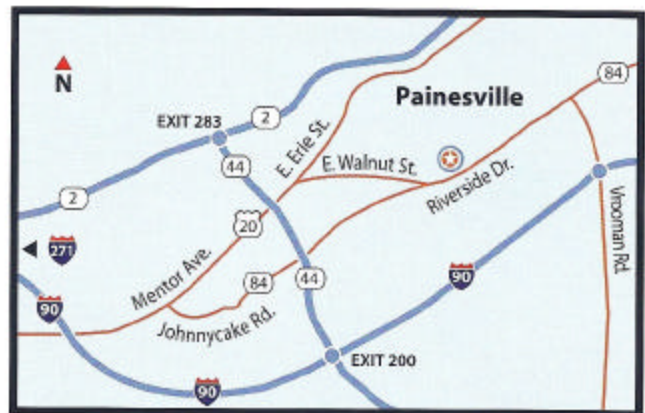 N
Painesville
84
EXIT 283
2
44
E. Erie St.
E. Walnut St.
Riverside Dr.
2
20
Vrooman Rd.
271
Mentor Ave.
84
44
90
90
Johnnycake Rd.
EXIT 200
90